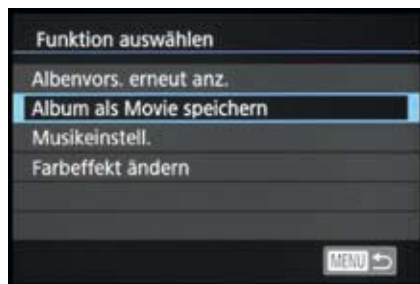 Funktion auswählen
Albenvors. erneut anz.
Album als Movie speichern
Musikeinstell.
Farbeffekt ändern
MENU